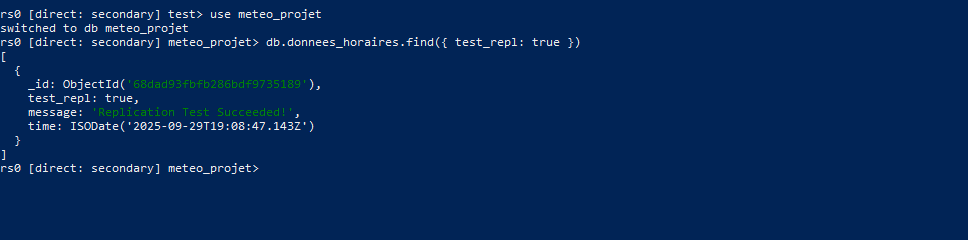 rs0 [direct: secondary] test> use meteo_projet
switched to db meteo_projet
rs0 [direct: secondary] meteo_projet> db.donnees_horaires.find({ test_repl: true })
[
  {
    _id: ObjectId('68dad93fbfb286bdf9735189'),
    test_repl: true,
    message: 'Replication Test Succeeded!',
    time: ISODate('2025-09-29T19:08:47.143Z')
  }
]
rs0 [direct: secondary] meteo_projet>